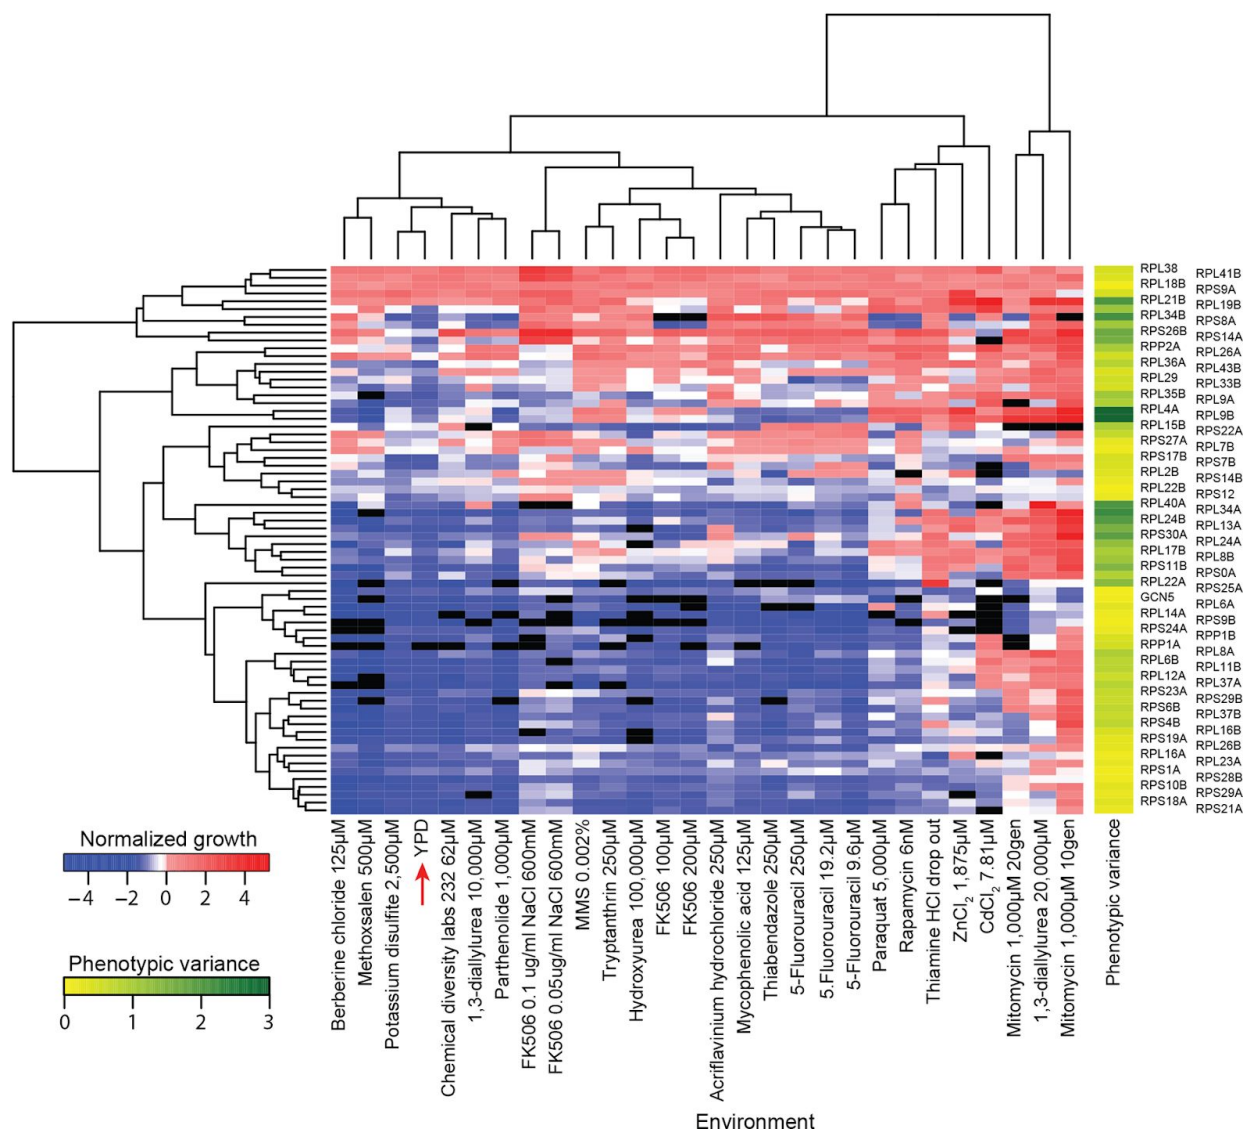 RPL38
RPL41B
RPL18B
RPS9A
RPL21B
RPL19B
RPL34B
RPS8A
RPS26B
RPS14A
RPP2A
RPL26A
RPL36A
RPL43B
RPL29
RPL33B
RPL35B
RPL9A
RPL4A
RPL9B
RPL15B
RPS22A
RPS27A
RPL7B
RPS17B
RPS7B
RPL2B
RPS14B
RPL22B
RPS12
RPL40A
RPL34A
RPL24B
RPL13A
RPS30A
RPL24A
RPL17B
RPL8B
RPS11B
RPS0A
RPL22A
RPS25A
GCN5
RPL6A
RPL14A
RPS9B
RPS24A
RPP1B
RPP1A
RPL8A
RPL6B
RPL11B
RPL12A
RPL37A
RPS23A
RPS29B
RPS6B
RPL37B
RPS4B
RPL16B
RPS19A
RPL26B
RPL16A
RPL23A
RPS1A
RPS28B
RPS10B
RPS29A
RPS18A
RPS21A
Normalized growth
−4 −2 0 2 4
Phenotypic variance
0 1 2 3
Berberine chloride 125µM
Methoxsalen 500µM
Potassium disulfite 2,500µM
YPD
Chemical diversity labs 232 62µM
1,3-diallylurea 10,000µM
Parthenolide 1,000µM
FK506 0.1 ug/ml NaCl 600mM
FK506 0.05ug/ml NaCl 600mM
MMS 0.002%
Tryptanthrin 250µM
Hydroxyurea 100,000µM
FK506 100µM
FK506 200µM
Acriflavinium hydrochloride 250µM
Mycophenolic acid 125µM
Thiabendazole 250µM
5-Fluorouracil 250µM
5.Fluorouracil 19.2µM
5-Fluorouracil 9.6µM
Paraquat 5,000µM
Rapamycin 6nM
Thiamine HCl drop out
ZnCl2 1,875µM
CdCl2 7.81µM
Mitomycin 1,000µM 20gen
1,3-diallylurea 20,000µM
Mitomycin 1,000µM 10gen
Phenotypic variance
Environment